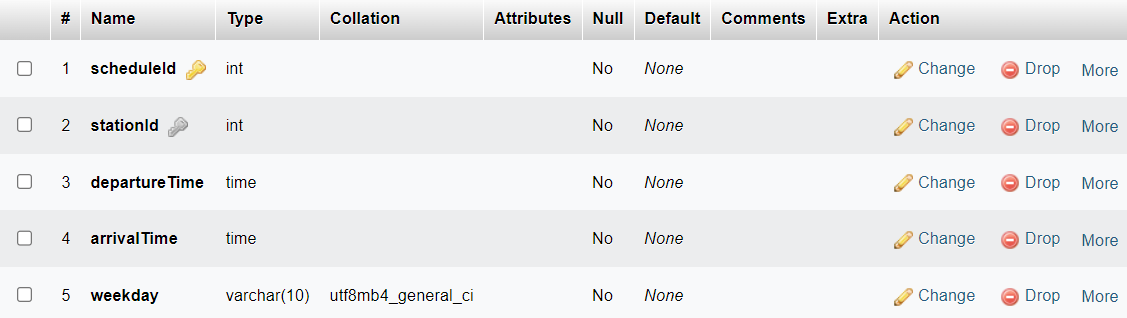 # Name Type Collation Attributes Null Default Comments Extra Action
1 scheduleId int No None Change Drop More
2 stationId int No None Change Drop More
3 departureTime time No None Change Drop More
4 arrivalTime time No None Change Drop More
5 weekday varchar(10) utf8mb4_general_ci No None Change Drop More